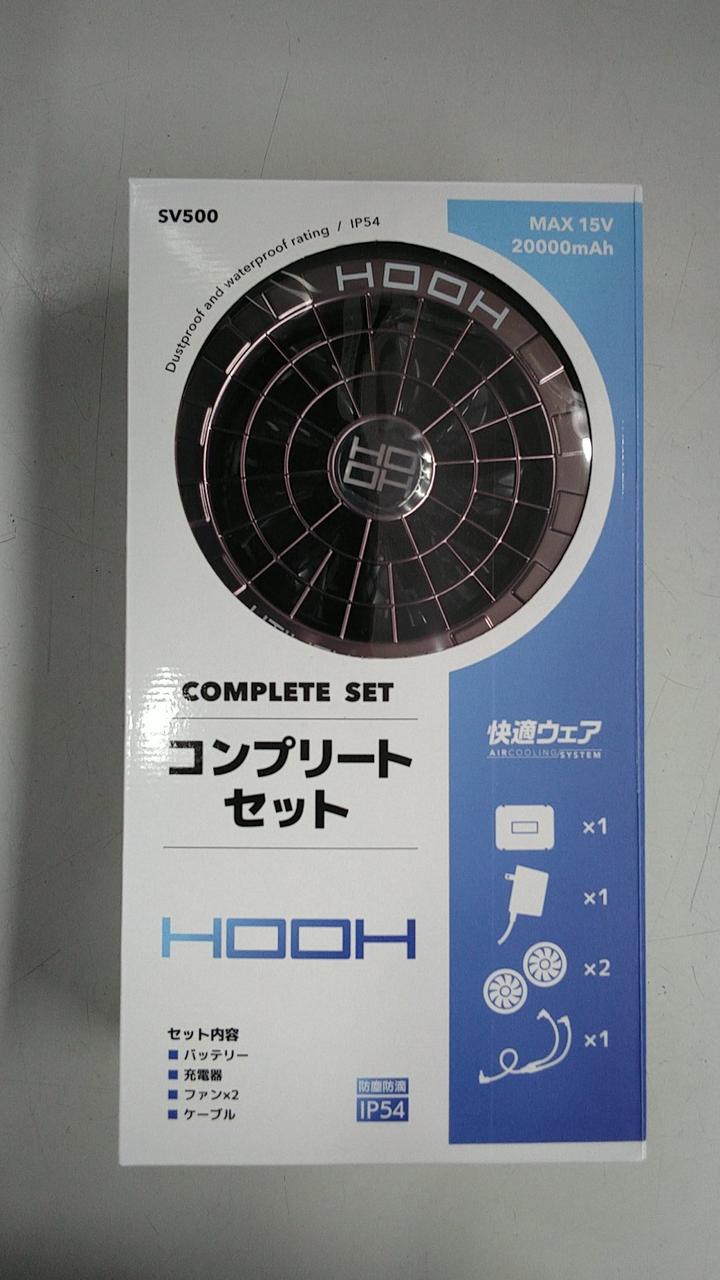 SV500
Dustproof and waterproof rating / IP54
MAX 15V
20000mAh
HOOH
HO
OH
COMPLETE SET
コンプリート
セット
快適ウェア
AIRCOOLING SYSTEM
×1
×1
×2
×1
HOOH
セット内容
■ バッテリー
■ 充電器
■ ファン×2
■ ケーブル
防塵防滴
IP54